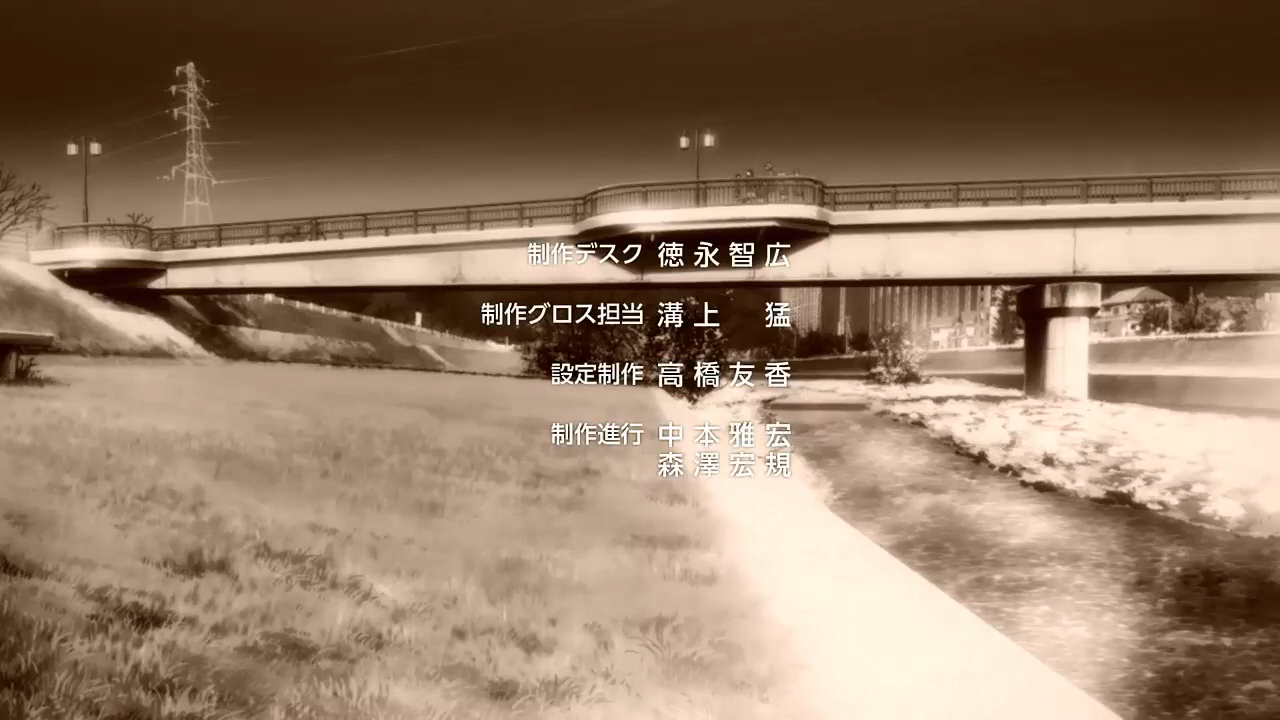 制作デスク 徳永智広
制作グロス担当 溝上 猛
設定制作 高橋友香
制作進行 中本雅宏
森澤宏規